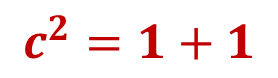 c² = 1 + 1